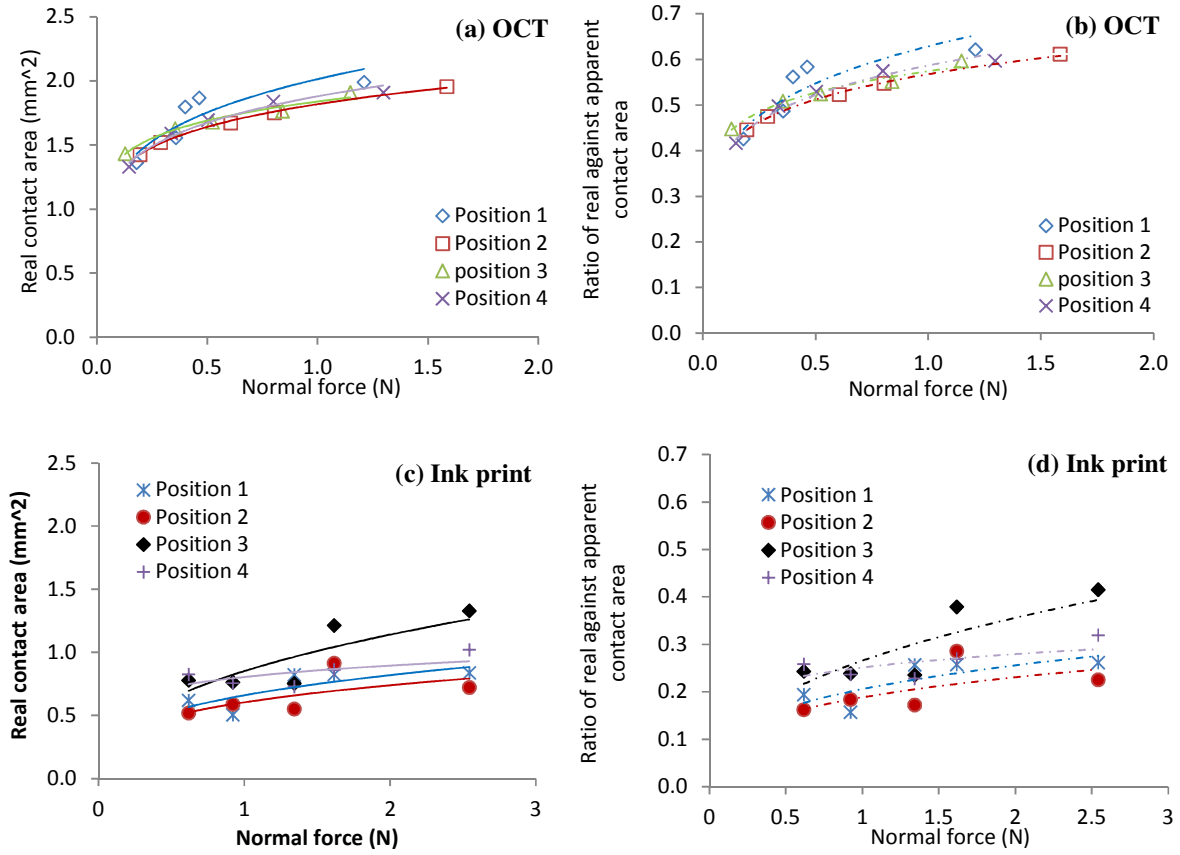 (a) OCT
Real contact area (mm^2)
2.5
2.0
1.5
1.0
0.5
0.0
Position 1
Position 2
position 3
Position 4
0.0 0.5 1.0 1.5 2.0
Normal force (N)
(b) OCT
Ratio of real against apparent
contact area
0.7
0.6
0.5
0.4
0.3
0.2
0.1
0.0
Position 1
Position 2
position 3
Position 4
0.0 0.5 1.0 1.5 2.0
Normal force (N)
(c) Ink print
Real contact area (mm^2)
2.5
2.0
1.5
1.0
0.5
0.0
Position 1
Position 2
Position 3
Position 4
0 1 2 3
Normal force (N)
(d) Ink print
Ratio of real against apparent
contact area
0.7
0.6
0.5
0.4
0.3
0.2
0.1
0.0
Position 1
Position 2
Position 3
Position 4
0 0.5 1 1.5 2 2.5 3
Normal force (N)